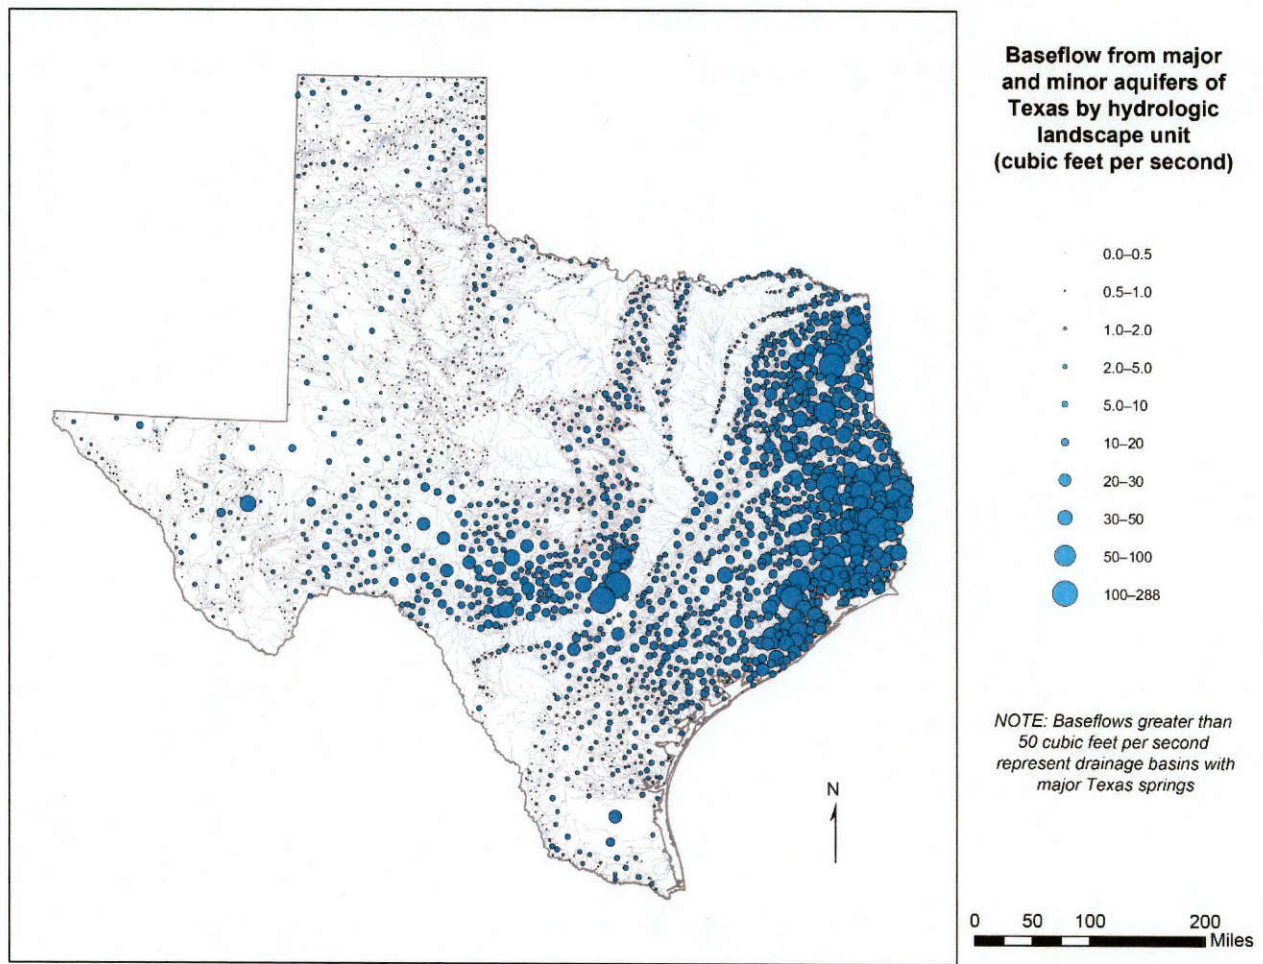 Baseflow from major
and minor aquifers of
Texas by hydrologic
landscape unit
(cubic feet per second)
0.0–0.5
0.5–1.0
1.0–2.0
2.0–5.0
5.0–10
10–20
20–30
30–50
50–100
100–288
NOTE: Baseflows greater than
50 cubic feet per second
represent drainage basins with
major Texas springs
N
0 50 100 200
Miles